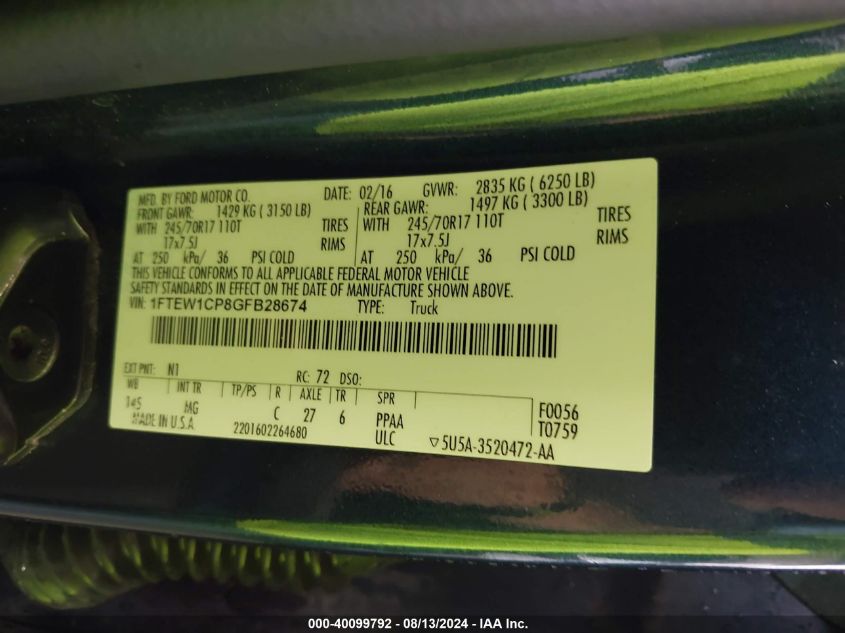 MFD. BY FORD MOTOR CO. DATE: 02/16 GVWR: 2835 KG ( 6250 LB)
FRONT GAWR: 1429 KG ( 3150 LB) REAR GAWR: 1497 KG ( 3300 LB)
WITH 245/70R17 110T TIRES WITH 245/70R17 110T TIRES
17x7.5J RIMS 17x7.5J RIMS
AT 250 kPa/ 36 PSI COLD AT 250 kPa/ 36 PSI COLD
THIS VEHICLE CONFORMS TO ALL APPLICABLE FEDERAL MOTOR VEHICLE
SAFETY STANDARDS IN EFFECT ON THE DATE OF MANUFACTURE SHOWN ABOVE.
VIN: 1FTEW1CP8GFB28674 TYPE: Truck
EXT PNT: N1 RC: 72 DSO:
WB INT TR TP/PS R AXLE TR SPR
145 MG C 27 6 PPAA F0056
MADE IN U.S.A. 2201602264680 ULC T0759
▽5U5A-3520472-AA
000-40099792 - 08/13/2024 - IAA Inc.